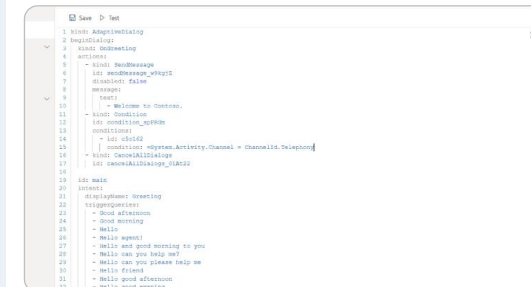 Save Test
1 kind: AdaptiveDialog
2 beginDialog:
3 kind: OnGreeting
4 actions:
5 - kind: SendMessage
6 id:
7 disabled: false
8 message:
9 text:
10 - Welcome to Contoso.
11 - kind: Condition
12 id:
13 conditions:
14 - id:
15 condition: =System.Activity.Channel = ChannelId.Telephony
16 - kind: CancelAllDialogs
17 id:
18
19 id: main
20 intent:
21 displayName: Greeting
22 triggerQueries:
23 - Good afternoon
24 - Good morning
25 - Hello
26 - Hello agent!
27 - Hello and good morning to you
28 - Hello can you help me?
29 - Hello can you please help me
30 - Hello friend
31 - Hello good afternoon
32 - Hello good morning